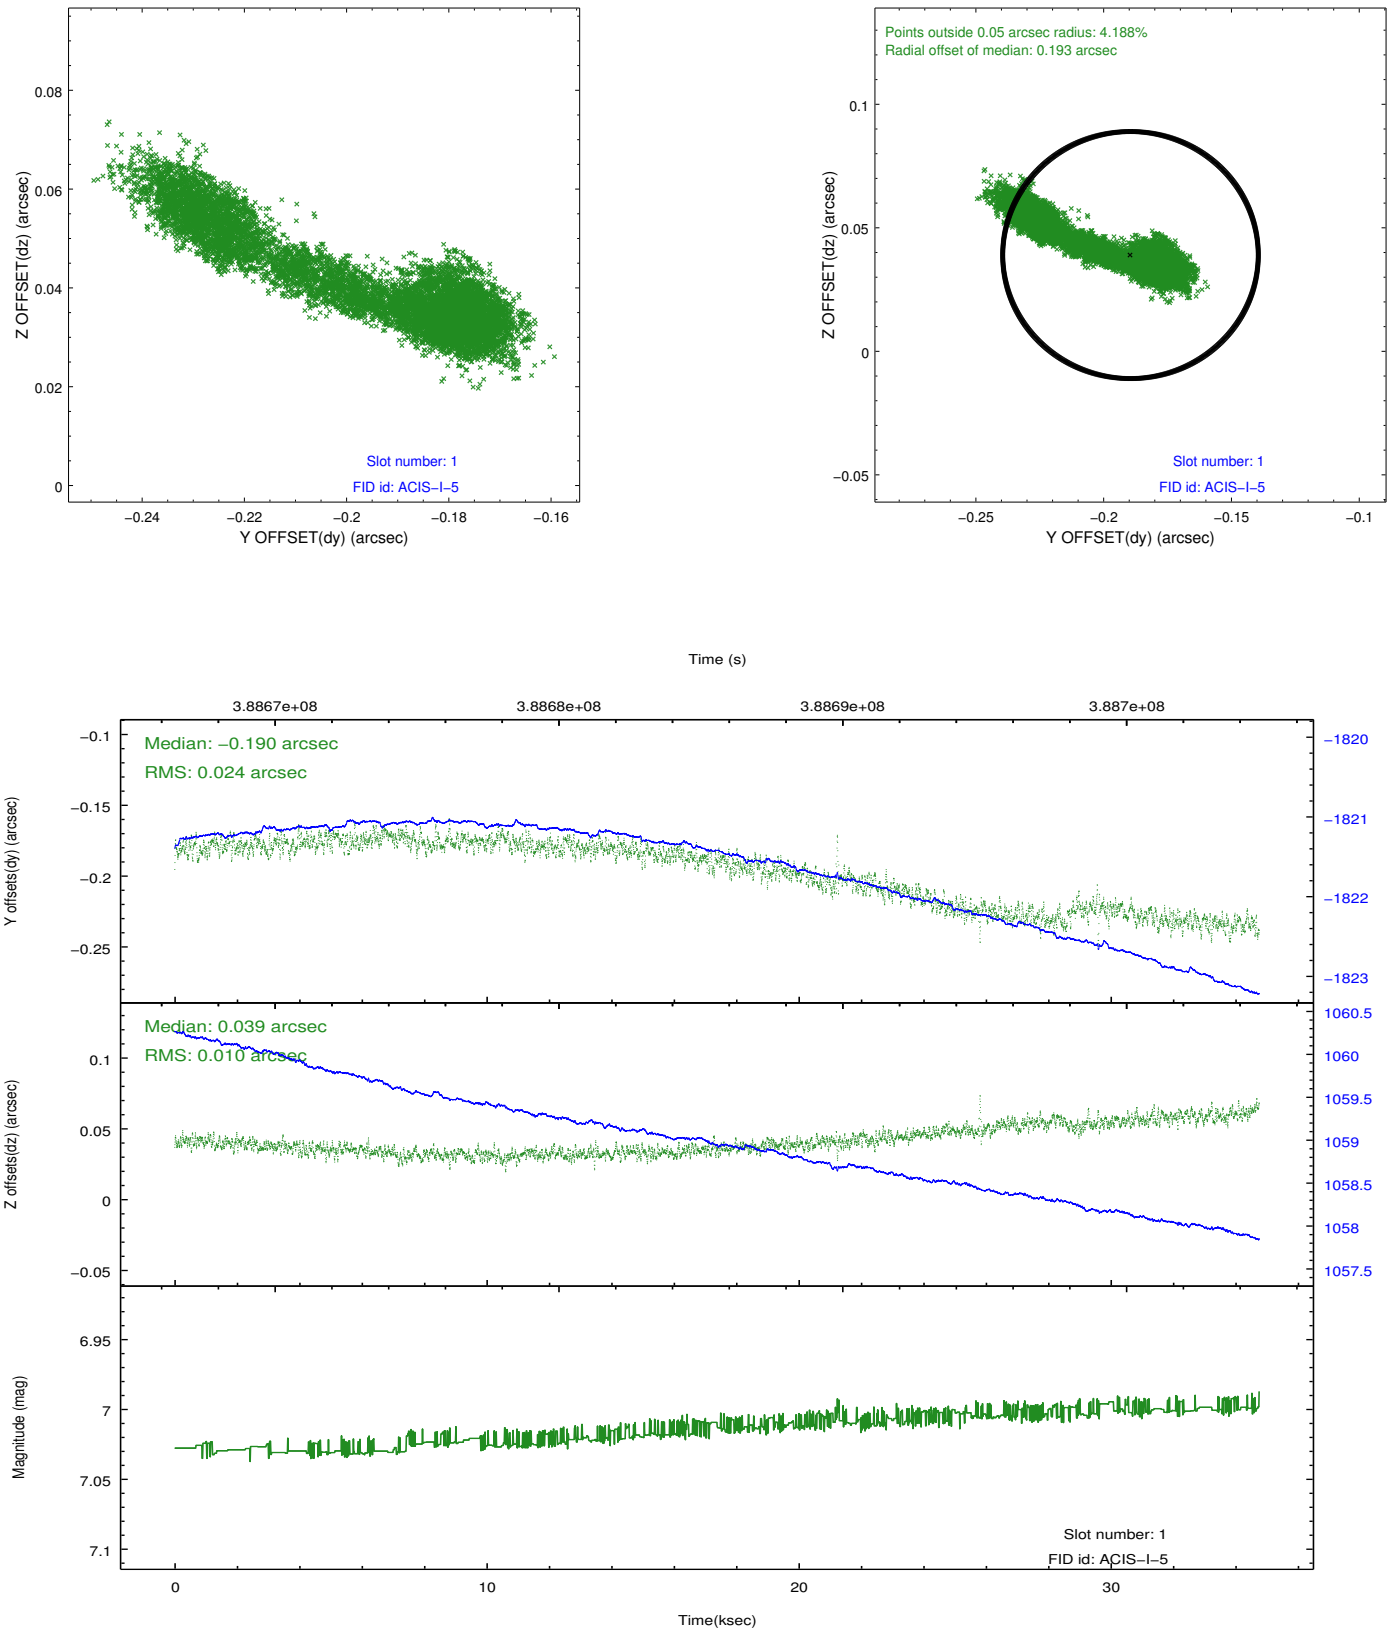 0.08
0.06
0.04
0.02
0
Z OFFSET(dz) (arcsec)
Slot number: 1
FID id: ACIS−I−5
−0.24
−0.22
−0.2
−0.18
−0.16
Y OFFSET(dy) (arcsec)
Points outside 0.05 arcsec radius: 4.188%
Radial offset of median: 0.193 arcsec
0.1
0.05
0
−0.05
Z OFFSET(dz) (arcsec)
Slot number: 1
FID id: ACIS−I−5
−0.25
−0.2
−0.15
−0.1
Y OFFSET(dy) (arcsec)
Time (s)
3.8867e+08
3.8868e+08
3.8869e+08
3.887e+08
Median: −0.190 arcsec
RMS: 0.024 arcsec
−0.1
−0.15
−0.2
−0.25
Y offsets(dy) (arcsec)
−1820
−1821
−1822
−1823
Median: 0.039 arcsec
RMS: 0.010 arcsec
0.1
0.05
0
−0.05
Z offsets(dz) (arcsec)
1060.5
1060
1059.5
1059
1058.5
1058
1057.5
6.95
7
7.05
7.1
Magnitude (mag)
Slot number: 1
FID id: ACIS−I−5
0
10
20
30
Time(ksec)